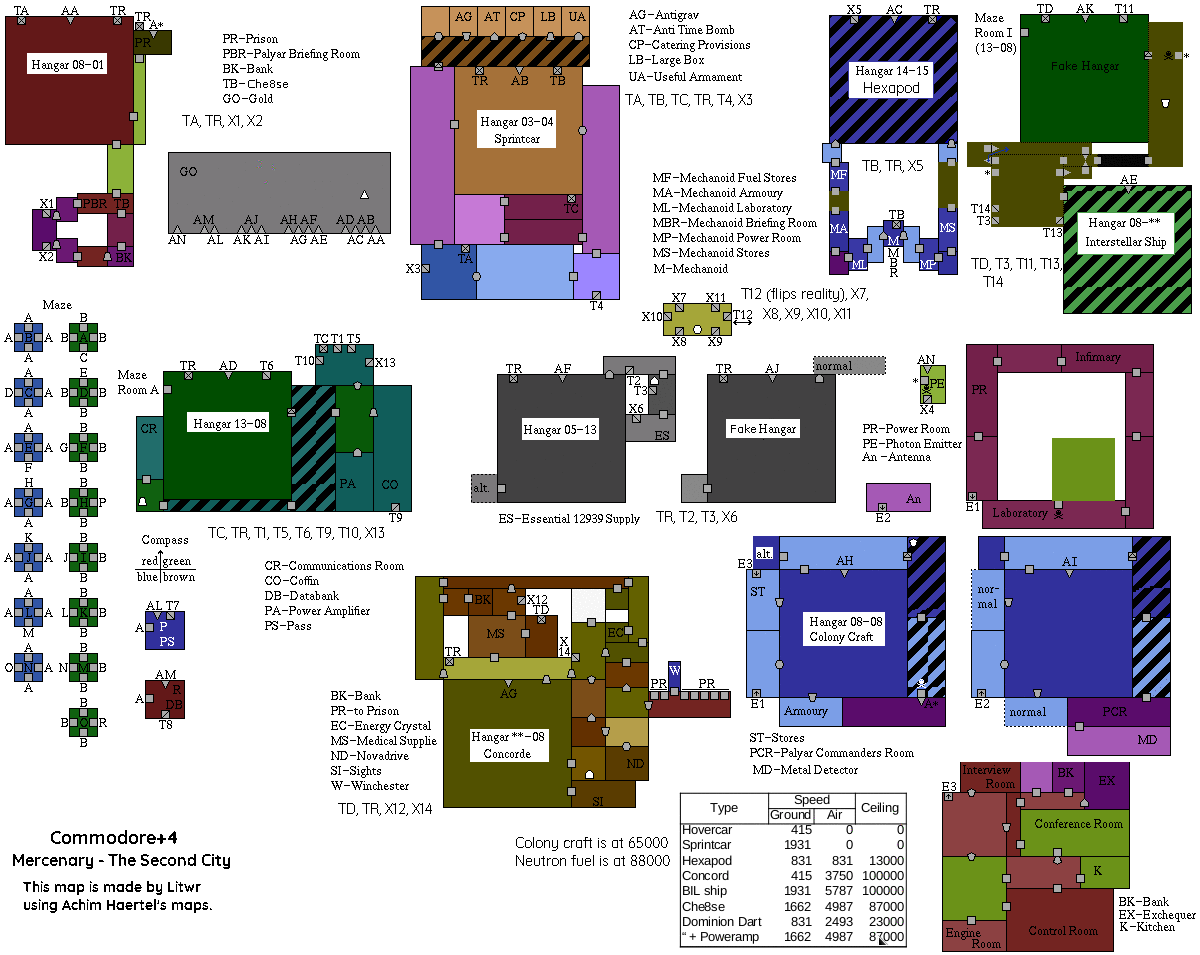 TA AA TR
TR
A*
PR
Hangar 08-01
PR-Prison
PBR-Palyar Briefing Room
BK-Bank
TB-Che8se
GO-Gold
TA, TR, X1, X2
X1
PBR TB
X2
BK
GO
AM AJ AH AF AD AB
AN AL AK AI AG AE AC AA
AG AT CP LB UA
TR AB TB
Hangar 03-04
Sprintcar
TC
X3
TA
T4
AG-Antigrav
AT-Anti Time Bomb
CP-Catering Provisions
LB-Large Box
UA-Useful Armament
TA, TB, TC, TR, T4, X3
X5 AC TR
Hangar 14-15
Hexapod
TB, TR, X5
MF
MA
TB
MS
M
ML
M
B
R
MP
MF-Mechanoid Fuel Stores
MA-Mechanoid Armoury
ML-Mechanoid Laboratory
MBR-Mechanoid Briefing Room
MP-Mechanoid Power Room
MS-Mechanoid Stores
M-Mechanoid
Maze
Room I
(13-08)
TD AK T11
*
Fake Hangar
*
T14
T3
T13
AE
Hangar 08-**
Interstellar Ship
TD, T3, T11, T13,
T14
X7 X11
X10 T12
X8 X9
T12 (flips reality), X7,
X8, X9, X10, X11
Maze
A B
A B A B A B
A C
A E
D C A B D B
A B
A B
A E A G F B
F B
H B
A G A B H P
A B
K B
A I A J J B
A B
A B
A A L K B
M B
A B
O N A N M B
A B
B
B O R
B
Maze
Room A
TR AD T6
TC T1 T5
T10 X13
Hangar 13-08
CR
PA CO
T9
TC, TR, T1, T5, T6, T9, T10, X13
Compass
red green
blue brown
AL T7
A P
PS
AM
A R
DB
T8
CR-Communications Room
CO-Coffin
DB-Databank
PA-Power Amplifier
PS-Pass
TR AF
T2
T3
X6
ES
Hangar 05-13
alt.
ES-Essential 12939 Supply
TR AJ
normal
Fake Hangar
TR, T2, T3, X6
AN
* PE
X4
PR-Power Room
PE-Photon Emitter
An -Antenna
An
E2
Infirmary
PR
E1
Laboratory
BK X12
TD
MS
EC
X
14
TR
AG
W
PR PR
Hangar **-08
Concorde
ND
SI
BK-Bank
PR-to Prison
EC-Energy Crystal
MS-Medical Supplie
ND-Novadrive
SI-Sights
W-Winchester
TD, TR, X12, X14
alt.
E3
AH
ST
Hangar 08-08
Colony Craft
E1
A*
Armoury
ST-Stores
PCR-Palyar Commanders Room
MD-Metal Detector
AI
nor-
mal
E2
normal PCR
MD
Commodore+4
Mercenary - The Second City
This map is made by Litwr
using Achim Haertel's maps.
Colony craft is at 65000
Neutron fuel is at 88000
Type Speed Ceiling
Ground Air
Hovercar 415 0 0
Sprintcar 1931 0 0
Hexapod 831 831 13000
Concord 415 3750 100000
BIL ship 1931 5787 100000
Che8se 1662 4987 87000
Dominion Dart 831 2493 23000
" + Poweramp 1662 4987 87000
E3
Interview
Room
BK EX
Conference Room
K
Engine
Room
Control Room
BK-Bank
EX-Exchequer
K-Kitchen